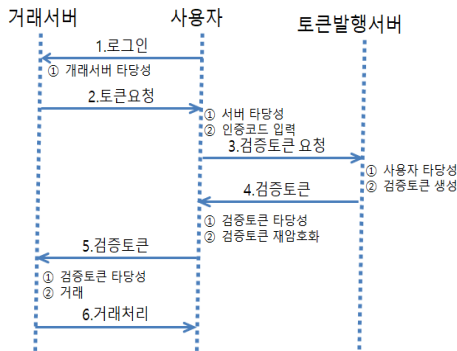 거래서버
사용자
토큰발행서버
1.로그인
① 개래서버 타당성
2.토큰요청
① 서버 타당성
② 인증코드 입력
3.검증토큰 요청
① 사용자 타당성
② 검증토큰 생성
4.검증토큰
① 검증토큰 타당성
② 검증토큰 재암호화
5.검증토큰
① 검증토큰 타당성
② 거래
6.거래처리